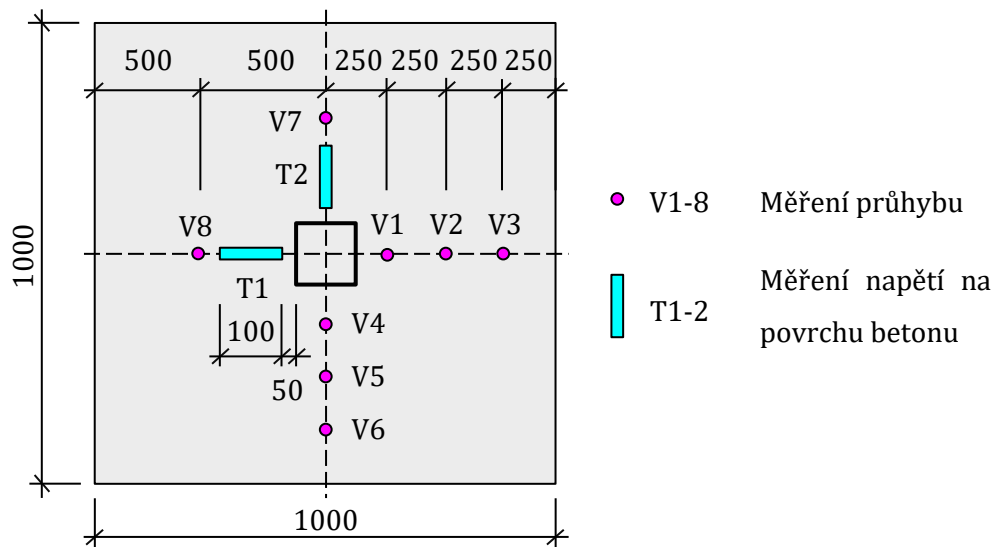 500 500 250 250 250 250
V7
T2
V8 V1 V2 V3
1000
T1
100
V4
50
V5
V6
1000
V1-8 Měření průhybu
T1-2 Měření napětí na
povrchu betonu